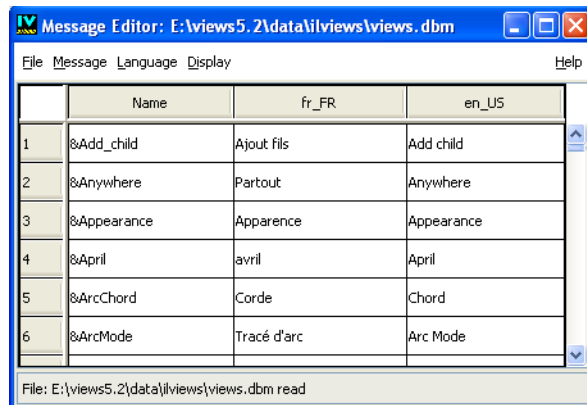 Message Editor: E:\views5.2\data\ilviews\views.dbm
File Message Language Display Help
Name fr_FR en_US
1 &Add_child Ajout fils Add child
2 &Anywhere Partout Anywhere
3 &Appearance Apparence Appearance
4 &April avril April
5 &ArcChord Corde Chord
6 &ArcMode Tracé d'arc Arc Mode
File: E:\views5.2\data\ilviews\views.dbm read